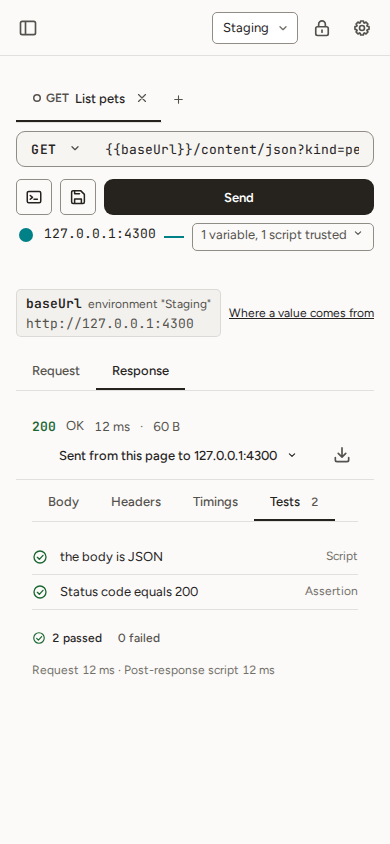 Staging
GET List pets
GET {{baseUrl}}/content/json?kind=pe
Send
127.0.0.1:4300 1 variable, 1 script trusted
baseUrl environment "Staging"
http://127.0.0.1:4300
Where a value comes from
Request Response
200 OK 12 ms · 60 B
Sent from this page to 127.0.0.1:4300
Body Headers Timings Tests 2
the body is JSON Script
Status code equals 200 Assertion
2 passed 0 failed
Request 12 ms · Post-response script 12 ms